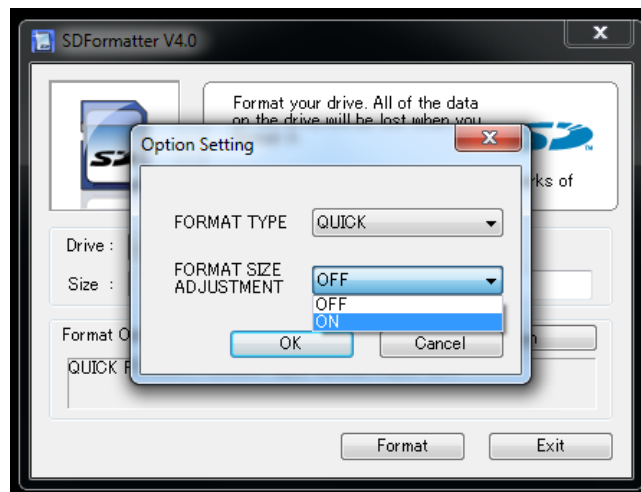 SDFormatter V4.0
Format your drive. All of the data
on the drive will be lost when you
Option Setting
rks of
FORMAT TYPE
QUICK
Drive :
FORMAT SIZE
ADJUSTMENT
OFF
Size :
OFF
ON
Format O
OK
Cancel
QUICK F
Format
Exit